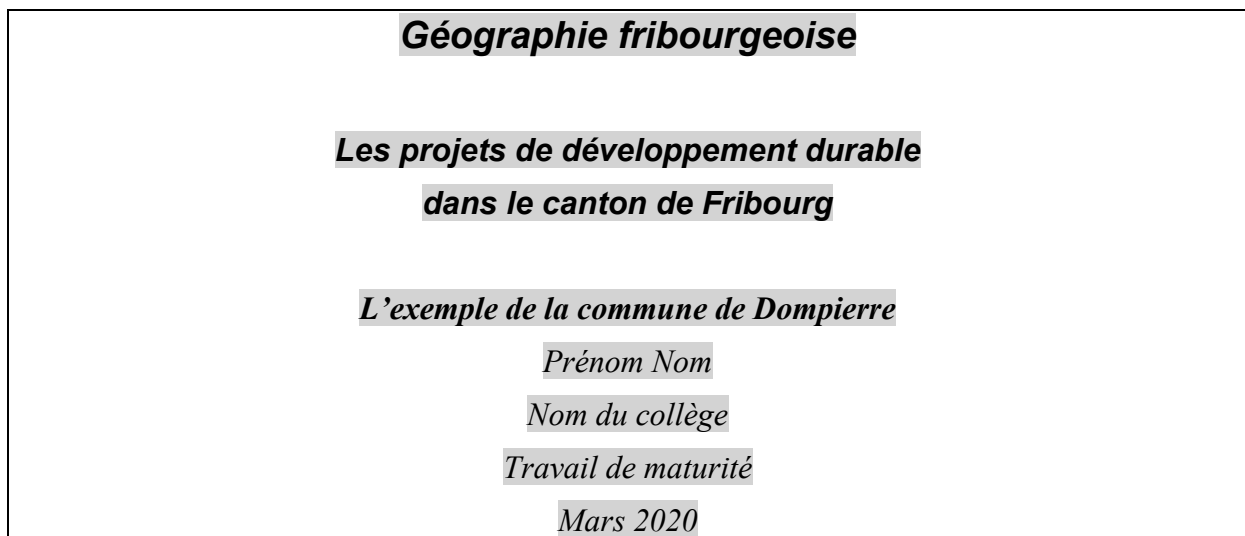 Géographie fribourgeoise
Les projets de développement durable
dans le canton de Fribourg
L’exemple de la commune de Dompierre
Prénom Nom
Nom du collège
Travail de maturité
Mars 2020